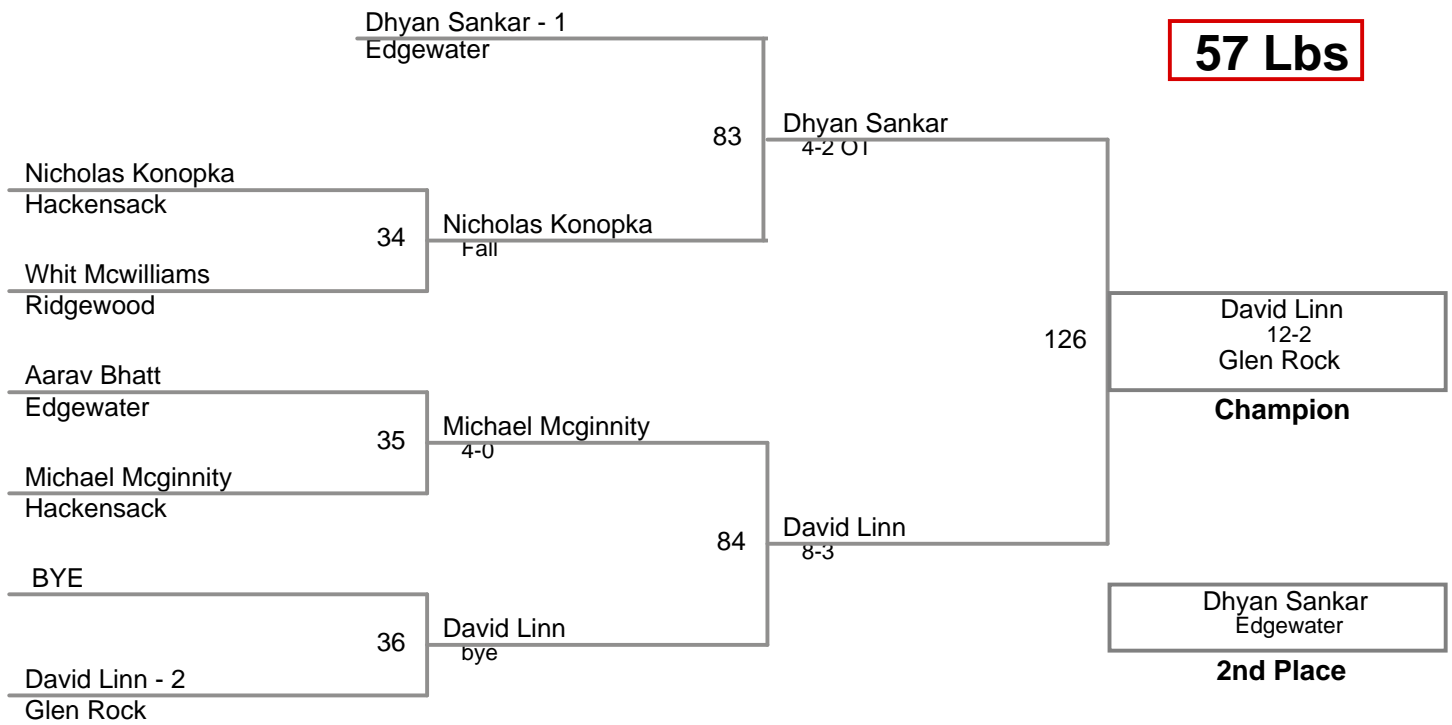 Dhyan Sankar - 1
Edgewater
57 Lbs
83
Dhyan Sankar
4-2 OT
Nicholas Konopka
Hackensack
34
Nicholas Konopka
Fall
Whit Mcwilliams
Ridgewood
126
David Linn
12-2
Glen Rock
Champion
Aarav Bhatt
Edgewater
35
Michael Mcginnity
4-0
Michael Mcginnity
Hackensack
84
David Linn
8-3
BYE
36
David Linn
bye
David Linn - 2
Glen Rock
Dhyan Sankar
Edgewater
2nd Place